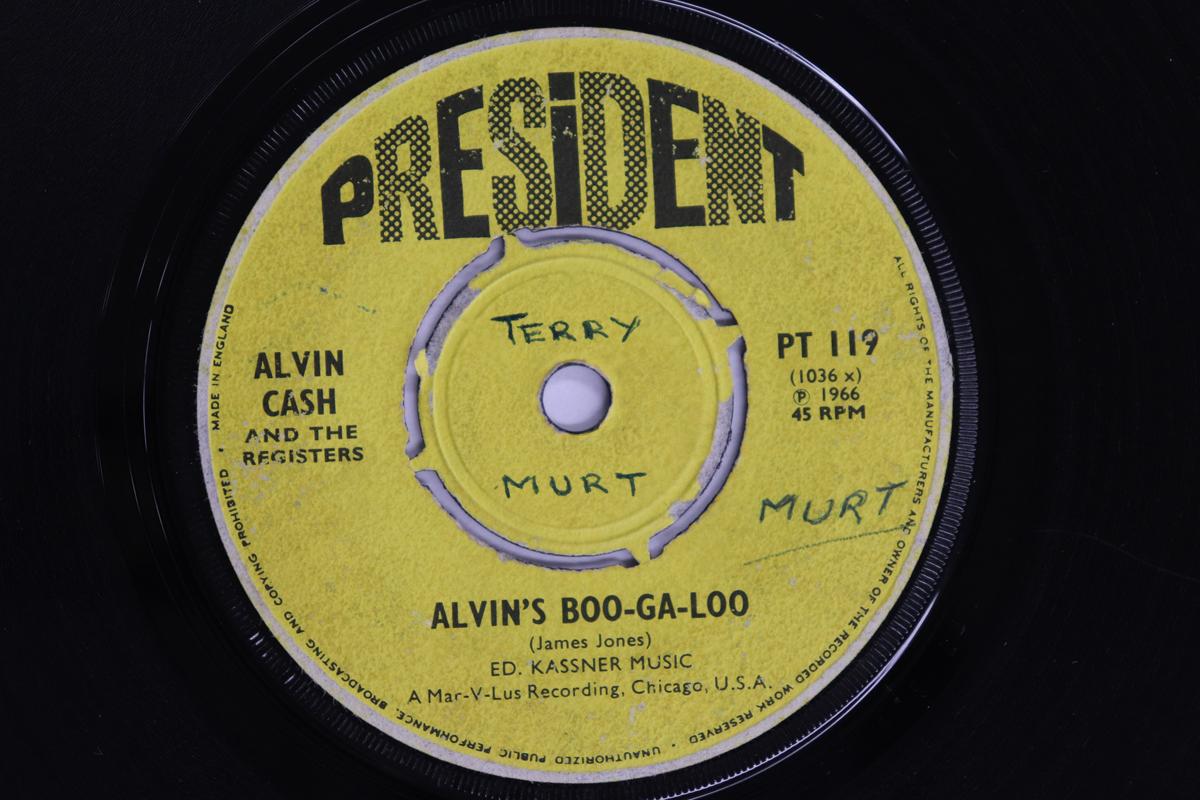 PRESiDENT
TERRY
MURT
ALVIN
CASH
AND THE
REGISTERS
PT 119
(1036 x)
℗ 1966
45 RPM
MURT
ALVIN'S BOO-GA-LOO
(James Jones)
ED. KASSNER MUSIC
A Mar-V-Lus Recording, Chicago, U.S.A.
ALL RIGHTS OF THE MANUFACTURERS AND OWNER OF THE RECORDED WORK RESERVED • UNAUTHORIZED PUBLIC PERFORMANCE, BROADCASTING AND COPYING PROHIBITED • MADE IN ENGLAND